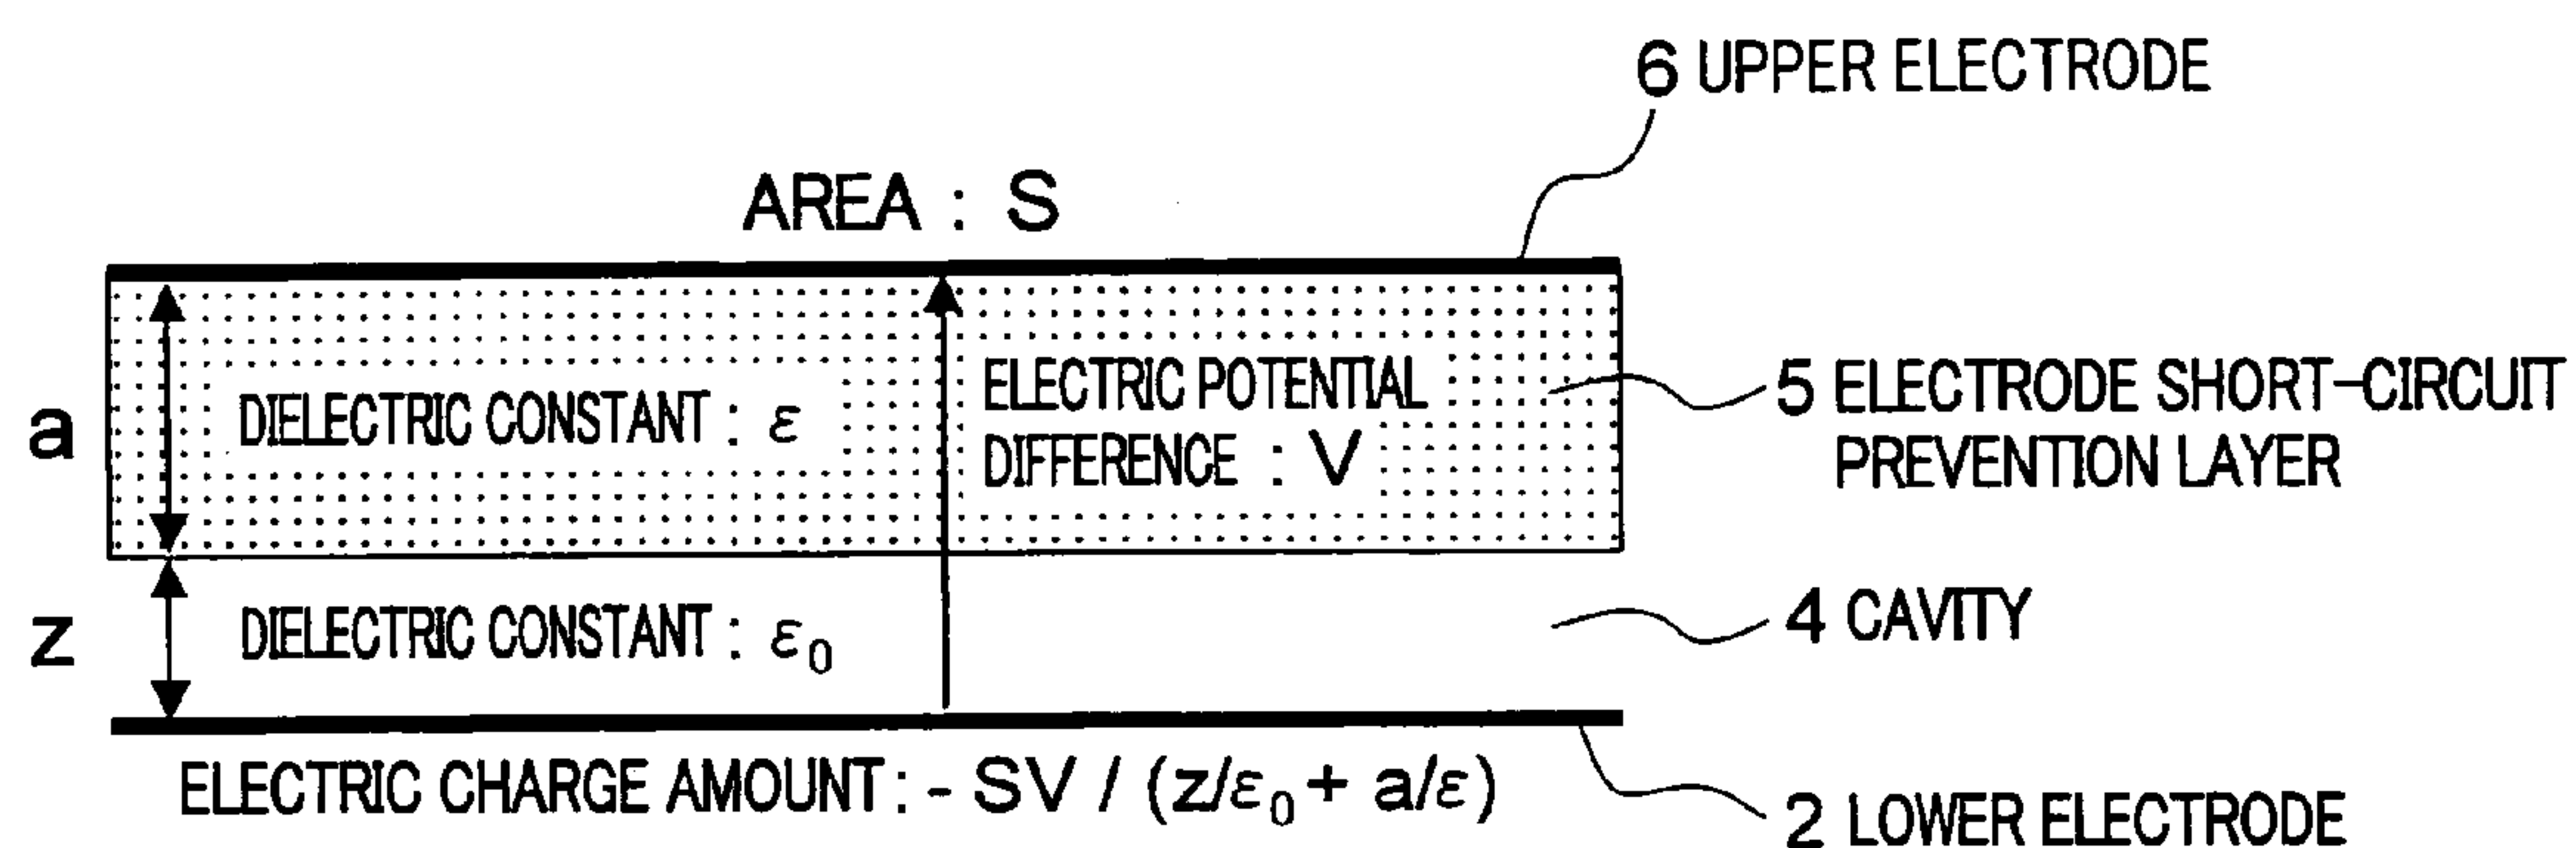 6 UPPER ELECTRODE
AREA : S
a
DIELECTRIC CONSTANT : ε
ELECTRIC POTENTIAL
DIFFERENCE : V
5 ELECTRODE SHORT-CIRCUIT
PREVENTION LAYER
z
DIELECTRIC CONSTANT : ε₀
4 CAVITY
ELECTRIC CHARGE AMOUNT : - SV / (z/ε₀ + a/ε)
2 LOWER ELECTRODE